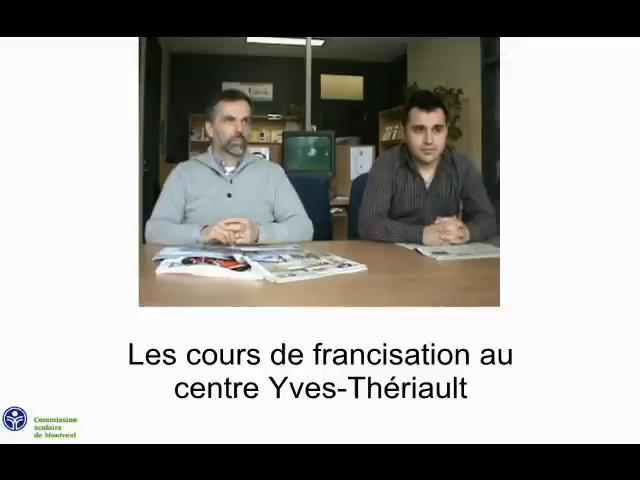 Les cours de francisation au
centre Yves-Thériault
Commission
scolaire
de Montréal